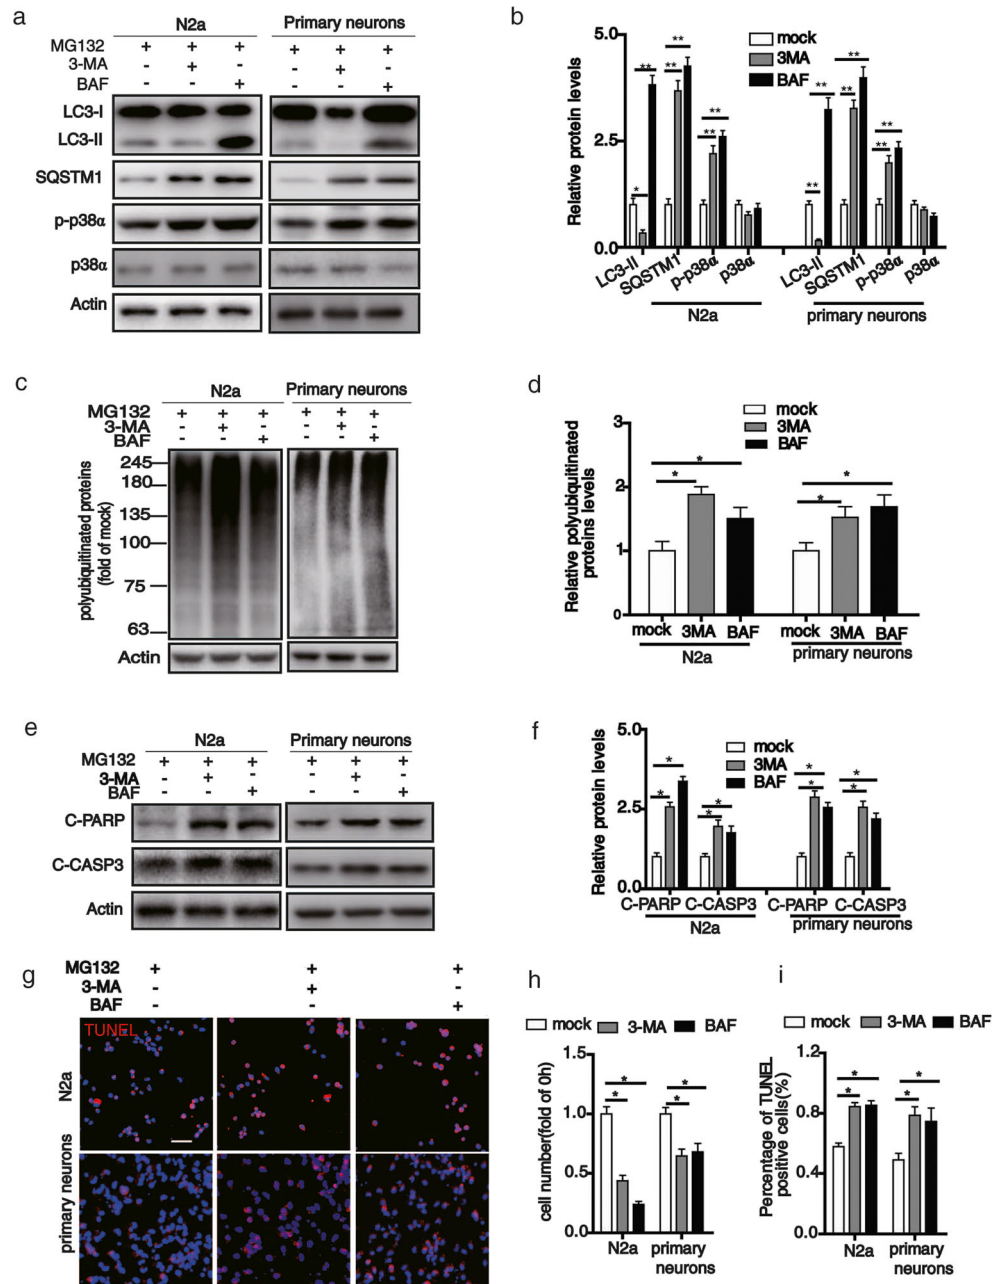 a
N2a
Primary neurons
MG132 + + + + + +
3-MA - + - - + -
BAF - - + - - +
LC3-I
LC3-II
SQSTM1
p-p38α
p38α
Actin
b
mock
3MA
BAF
Relative protein levels
5.0
2.5
0.0
* ** ** ** ** ** ** ** ** ** ** **
LC3-II SQSTM1 p-p38α p38α LC3-II SQSTM1 p-p38α p38α
N2a
primary neurons
c
N2a
Primary neurons
MG132 + + + + + +
3-MA - + - - + -
BAF - - + - - +
polyubiquitinated proteins
(fold of mock)
245
180
135
100
75
63
Actin
d
mock
3MA
BAF
Relative polyubiquitinated
proteins levels
3
2
1
0
* * * *
mock 3MA BAF mock 3MA BAF
N2a
primary neurons
e
N2a
Primary neurons
MG132 + + + + + +
3-MA - + - - + -
BAF - - + - - +
C-PARP
C-CASP3
Actin
f
mock
3MA
BAF
Relative protein levels
5.0
2.5
0.0
* * * * * * * *
C-PARP C-CASP3 C-PARP C-CASP3
N2a
primary neurons
g
MG132 + + +
3-MA - + -
BAF - - +
TUNEL
N2a
primary neurons
h
mock 3-MA BAF
cell number(fold of 0h)
1.5
1.0
0.5
0.0
* * * *
N2a primary
neurons
i
mock 3-MA BAF
Percentage of TUNEL
positive cells(%)
1.2
0.8
0.4
0.0
* * * *
N2a primary
neurons